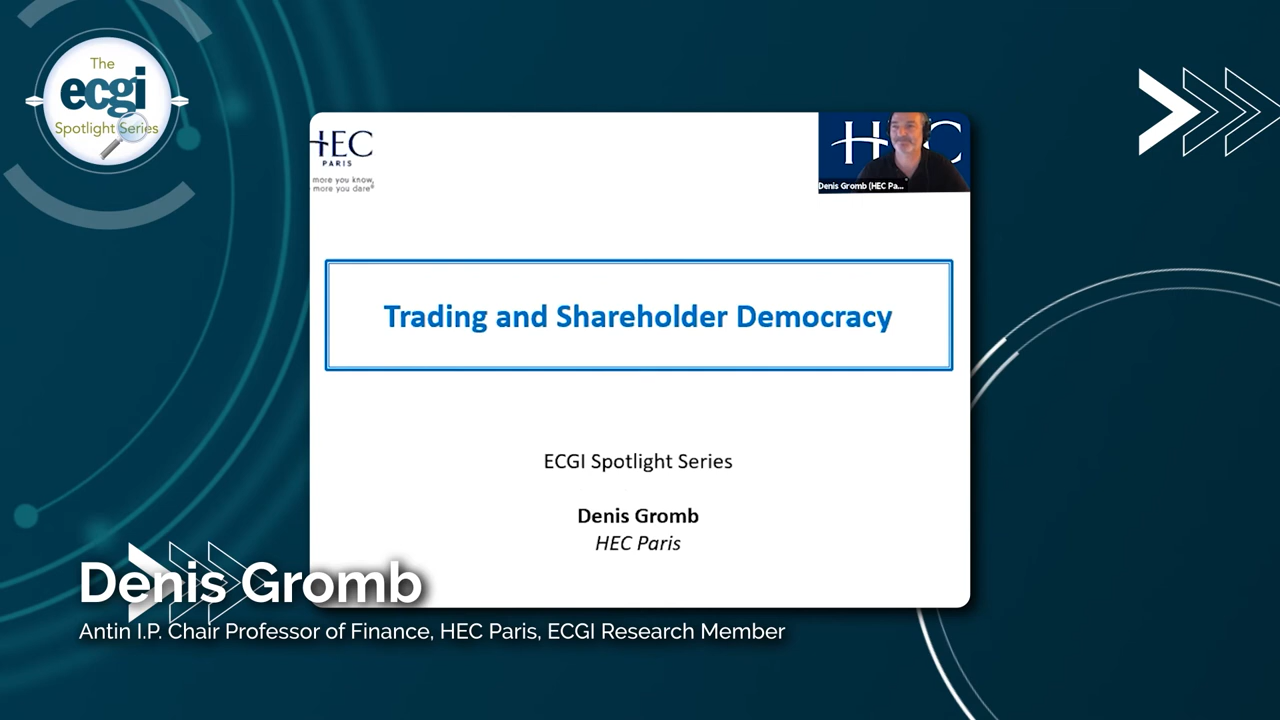 The
ecgi
Spotlight Series
HEC
PARIS
more you know,
more you dare®
HEC
Denis Gromb (HEC Pa...
Trading and Shareholder Democracy
ECGI Spotlight Series
Denis Gromb
HEC Paris
Denis Gromb
Antin I.P. Chair Professor of Finance, HEC Paris, ECGI Research Member